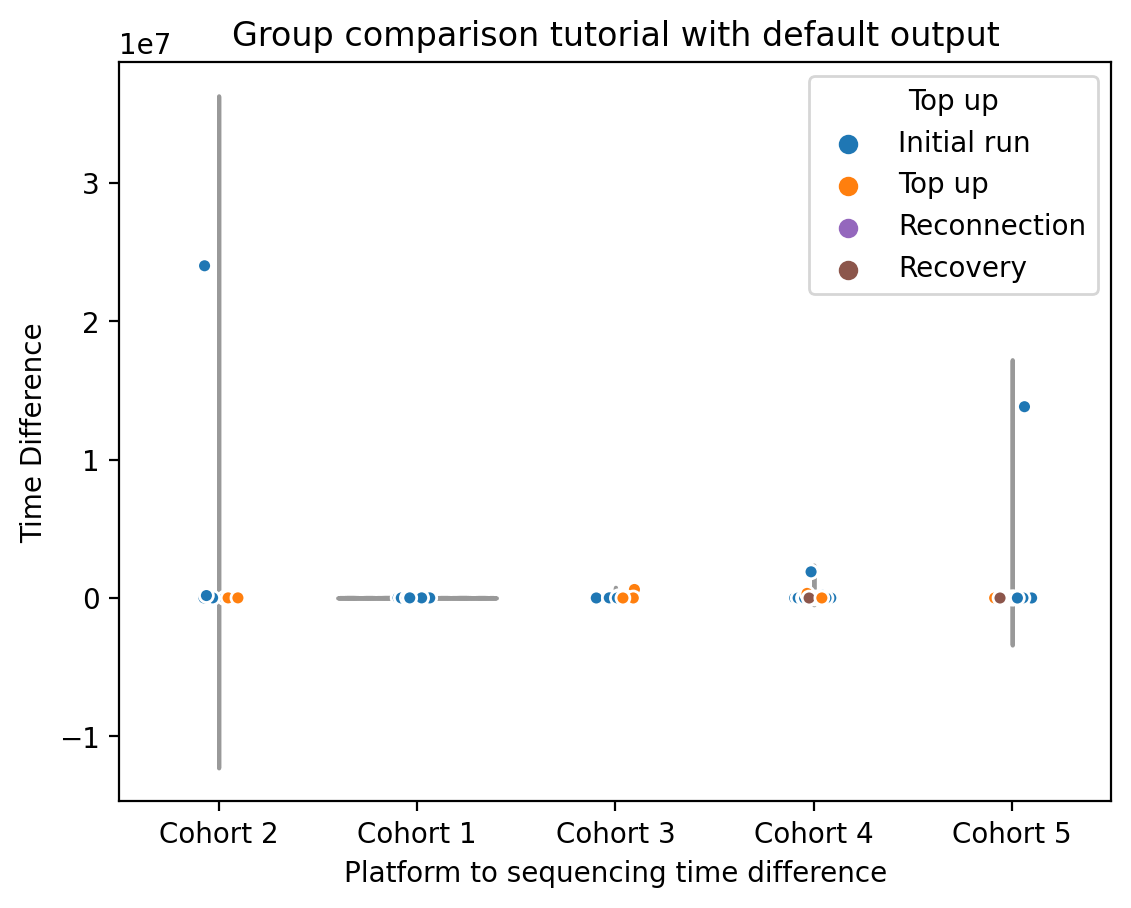 Group comparison tutorial with default output
1e7
Top up
Initial run
Top up
Reconnection
Recovery
3
2
1
0
−1
Time Difference
Cohort 2
Cohort 1
Cohort 3
Cohort 4
Cohort 5
Platform to sequencing time difference